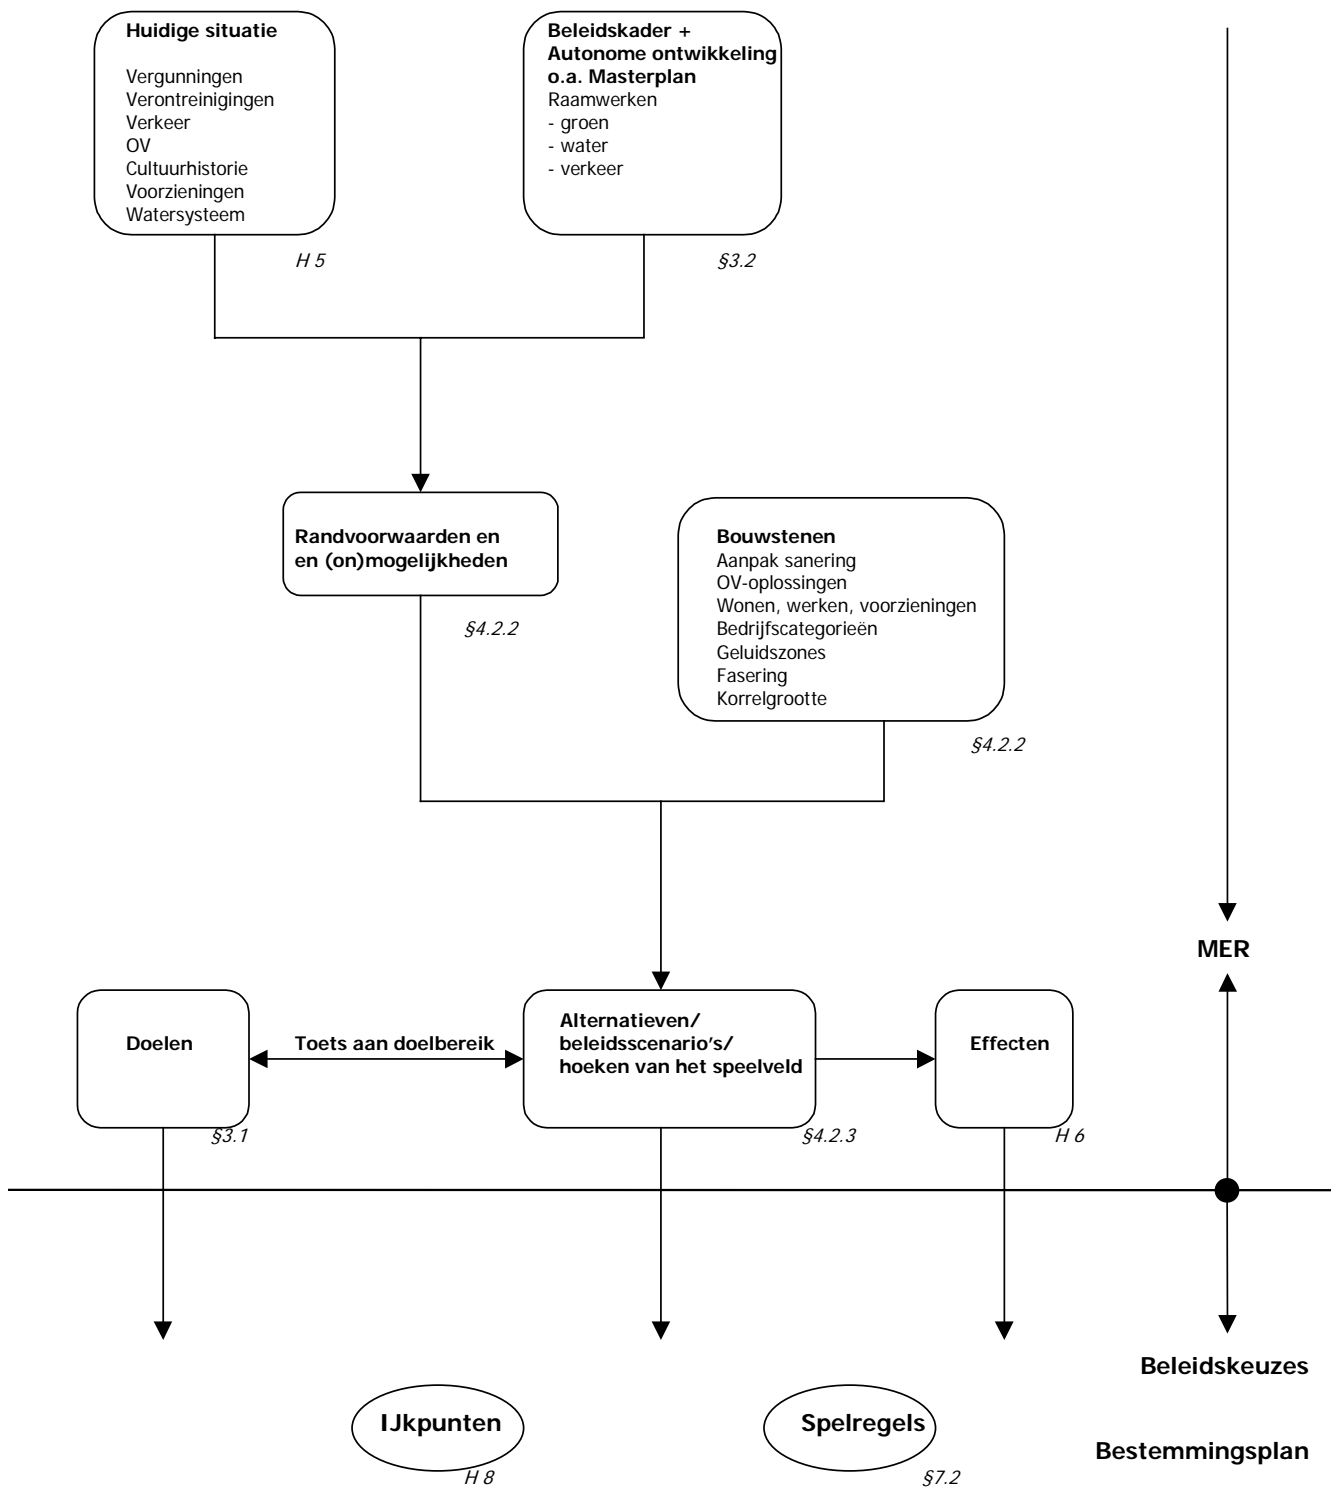 Huidige situatie
Vergunningen
Verontreinigingen
Verkeer
OV
Cultuurhistorie
Voorzieningen
Watersysteem
H 5
Beleidskader +
Autonome ontwikkeling
o.a. Masterplan
Raamwerken
- groen
- water
- verkeer
§3.2
Randvoorwaarden en
en (on)mogelijkheden
§4.2.2
Bouwstenen
Aanpak sanering
OV-oplossingen
Wonen, werken, voorzieningen
Bedrijfscategorieën
Geluidszones
Fasering
Korrelgrootte
§4.2.2
MER
Doelen
§3.1
Toets aan doelbereik
Alternatieven/
beleidsscenario's/
hoeken van het speelveld
§4.2.3
Effecten
H 6
Beleidskeuzes
IJkpunten
H 8
Spelregels
§7.2
Bestemmingsplan